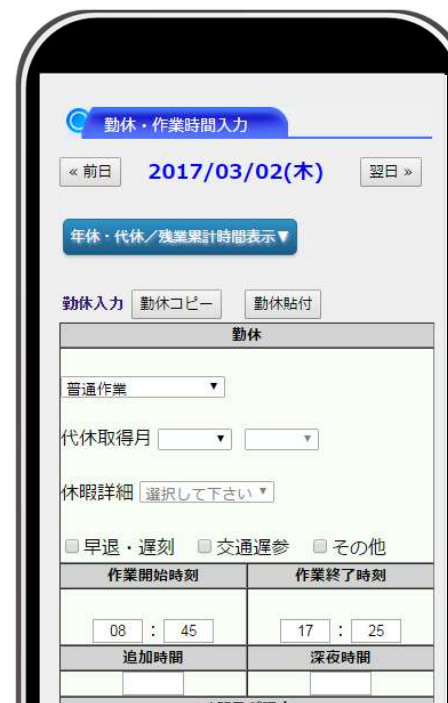 勤休・作業時間入力
« 前日 2017/03/02(木) 翌日 »
年休・代休／残業累計時間表示▼
勤休入力 勤休コピー 勤休貼付
勤休
普通作業 ▼
代休取得月 ▼ ▼
休暇詳細 選択して下さい ▼
早退・遅刻 交通遅参 その他
作業開始時刻 作業終了時刻
08 : 45 17 : 25
追加時間 深夜時間